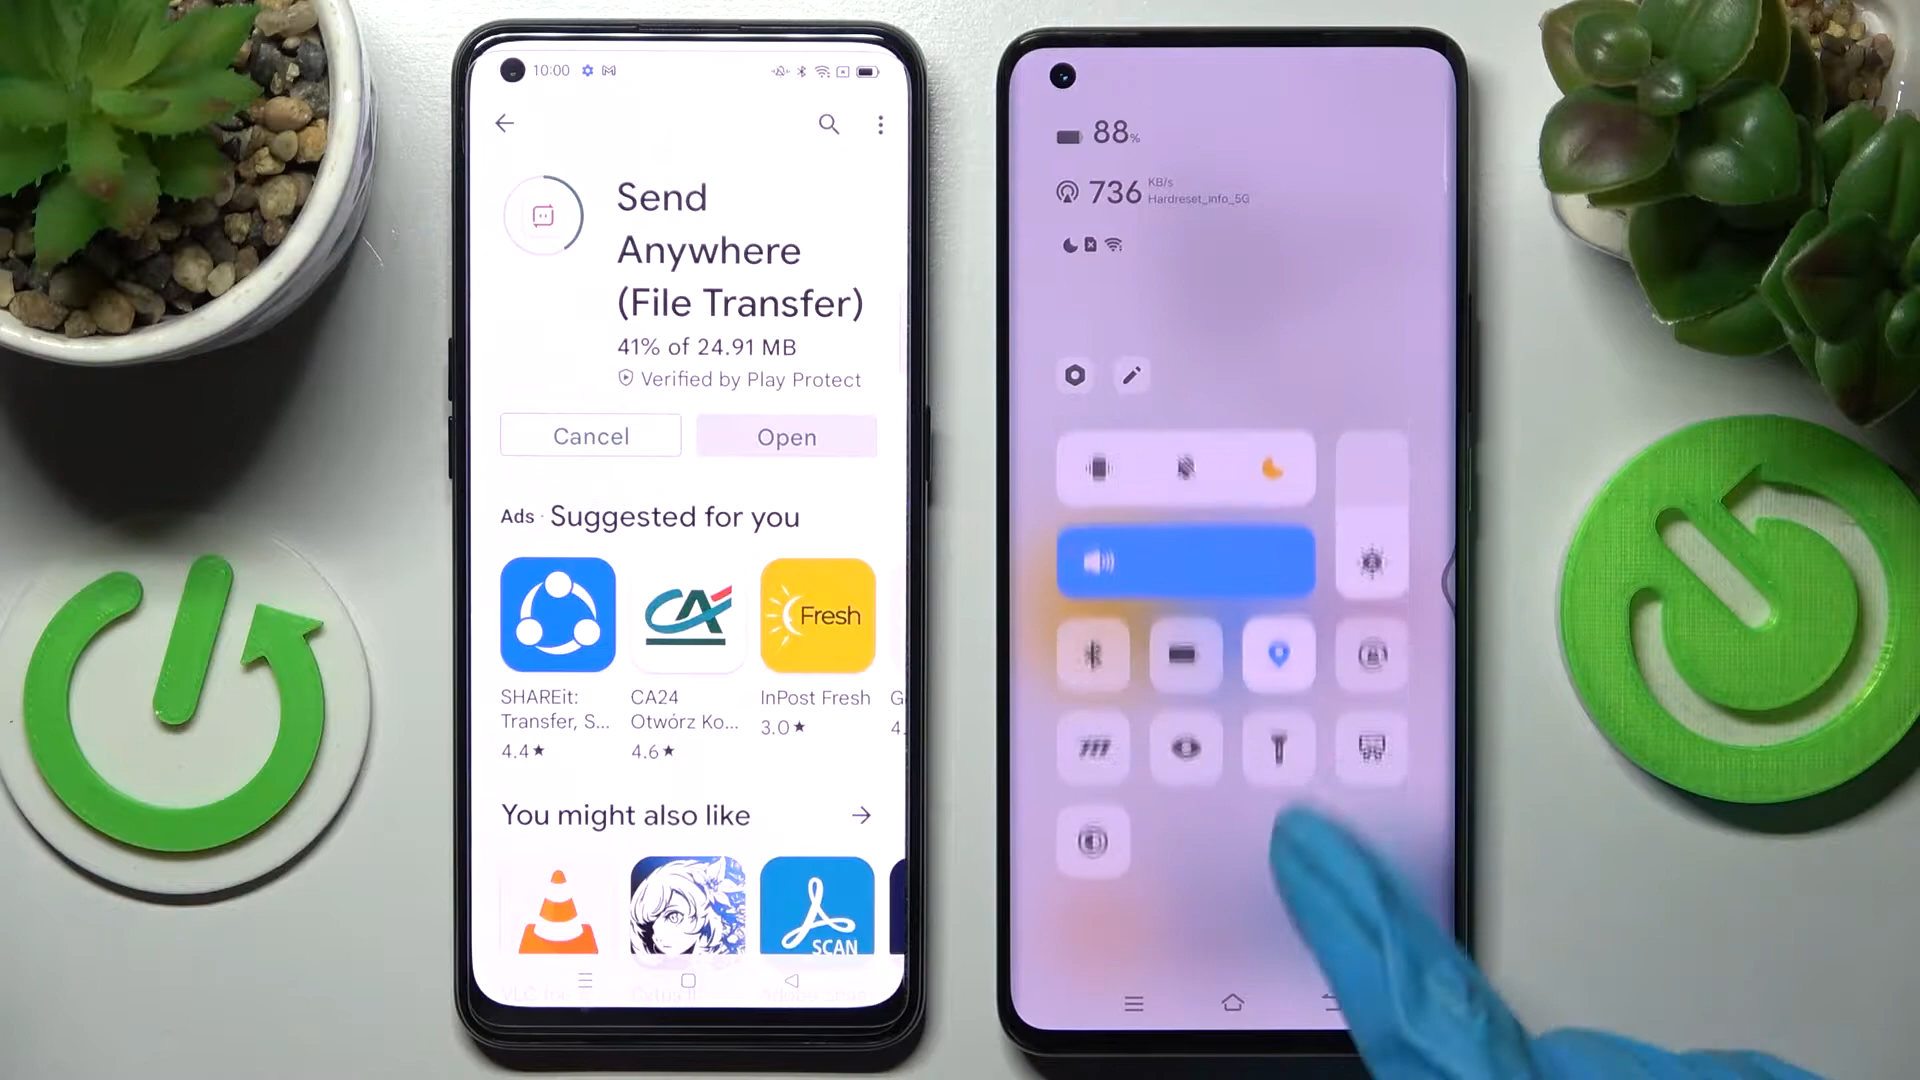 10:00
Send
Anywhere
(File Transfer)
41% of 24.91 MB
Verified by Play Protect
Cancel
Open
Ads · Suggested for you
Fresh
SHAREit:
Transfer, S...
4.4★
CA24
Otwórz Ko...
4.6★
InPost Fresh
3.0★
G
4.
You might also like
SCAN
88%
736 KB/s
Hardreset_info_5G